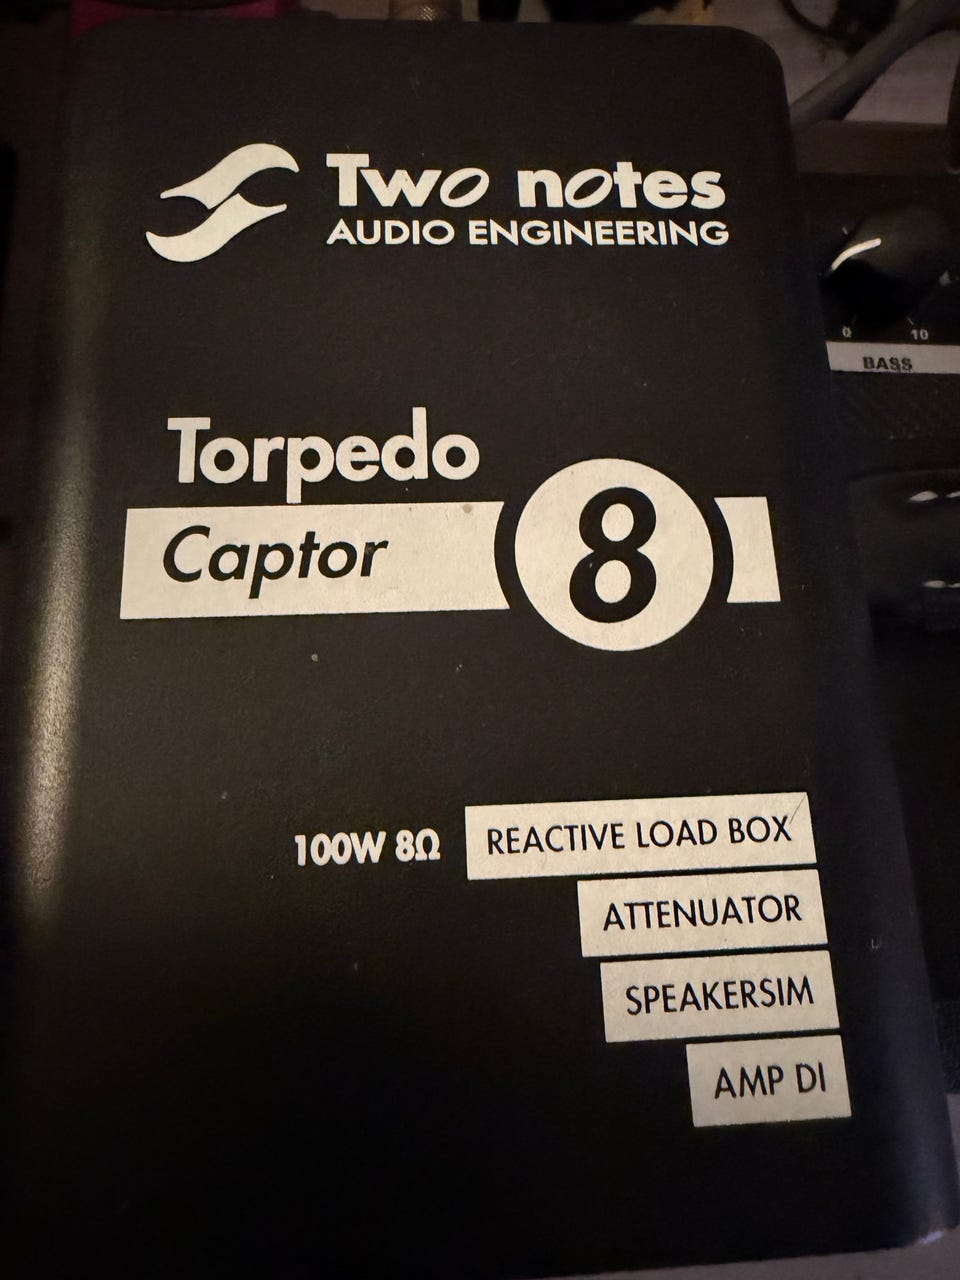 Two notes
AUDIO ENGINEERING
0 10
BASS
Torpedo
Captor 8
100W 8Ω REACTIVE LOAD BOX
ATTENUATOR
SPEAKERSIM
AMP DI